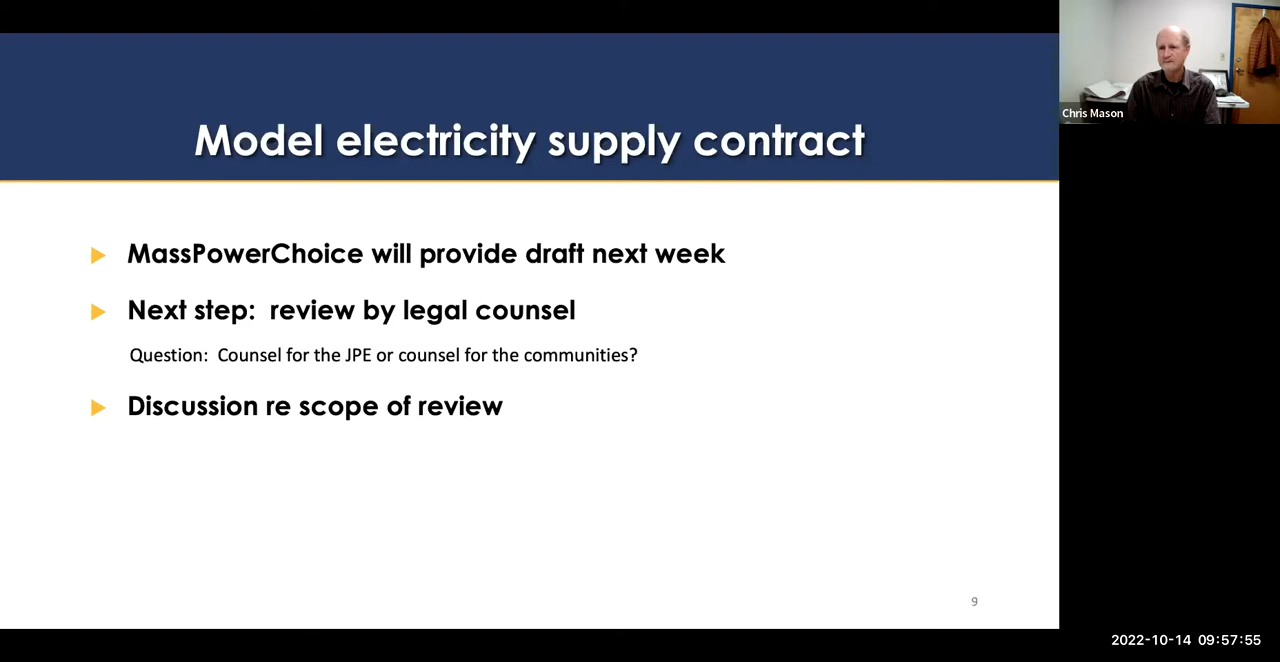 Model electricity supply contract
MassPowerChoice will provide draft next week
Next step:  review by legal counsel
Question:  Counsel for the JPE or counsel for the communities?
Discussion re scope of review
9
Chris Mason
2022-10-14 09:57:55